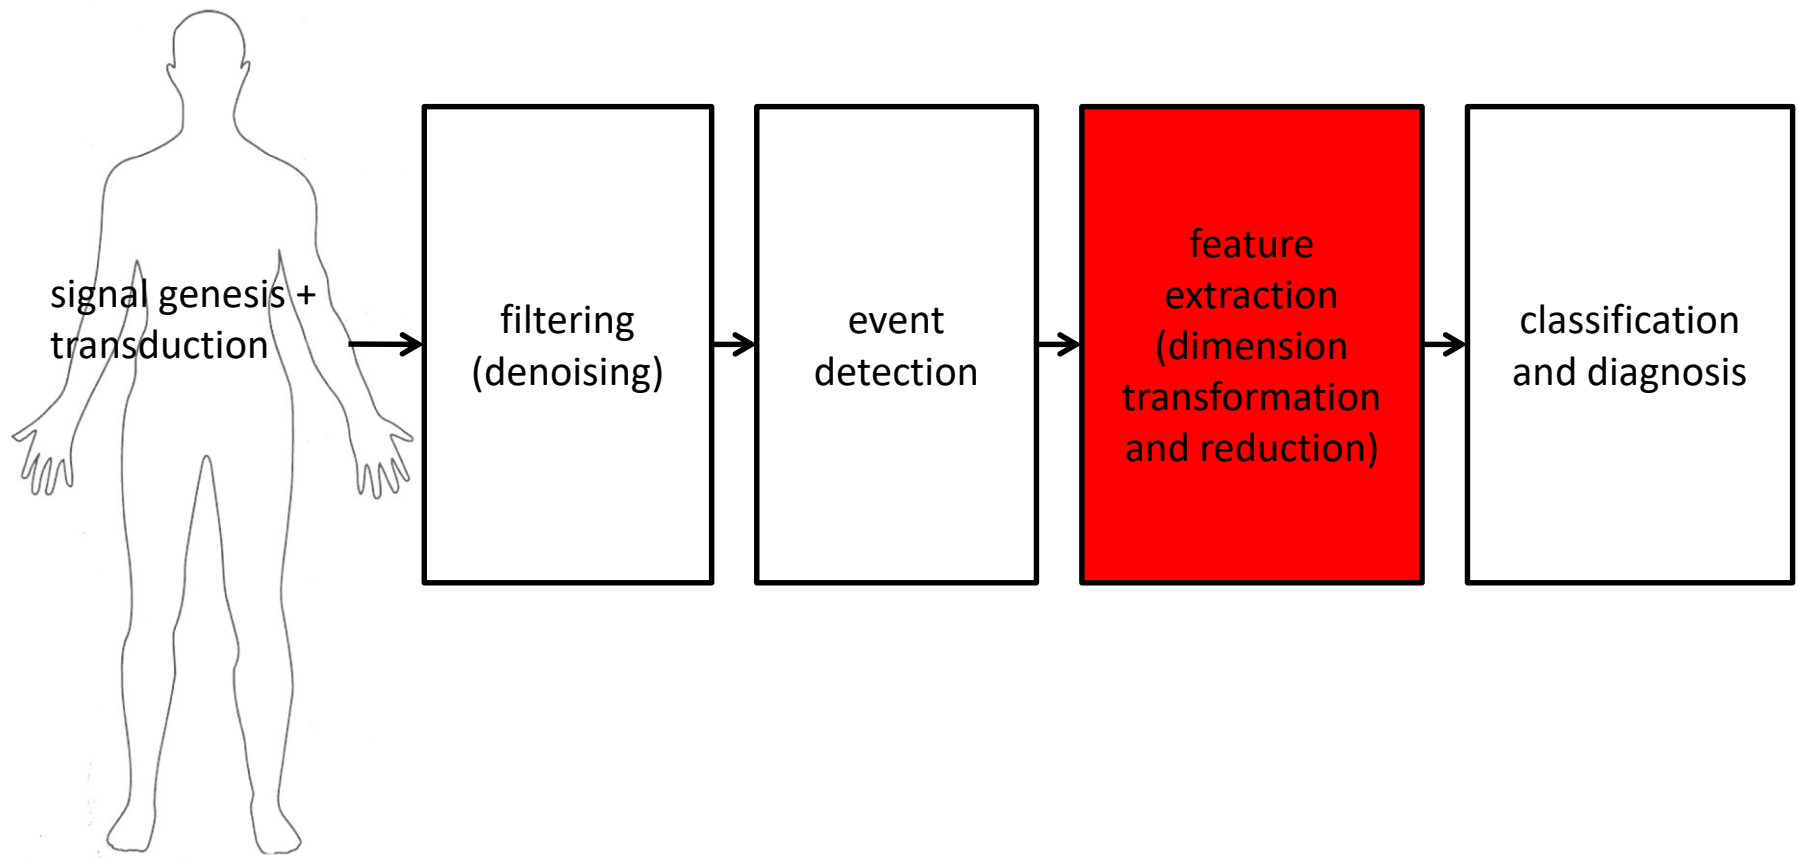 signal genesis +
transduction
filtering
(denoising)
event
detection
feature
extraction
(dimension
transformation
and reduction)
classification
and diagnosis